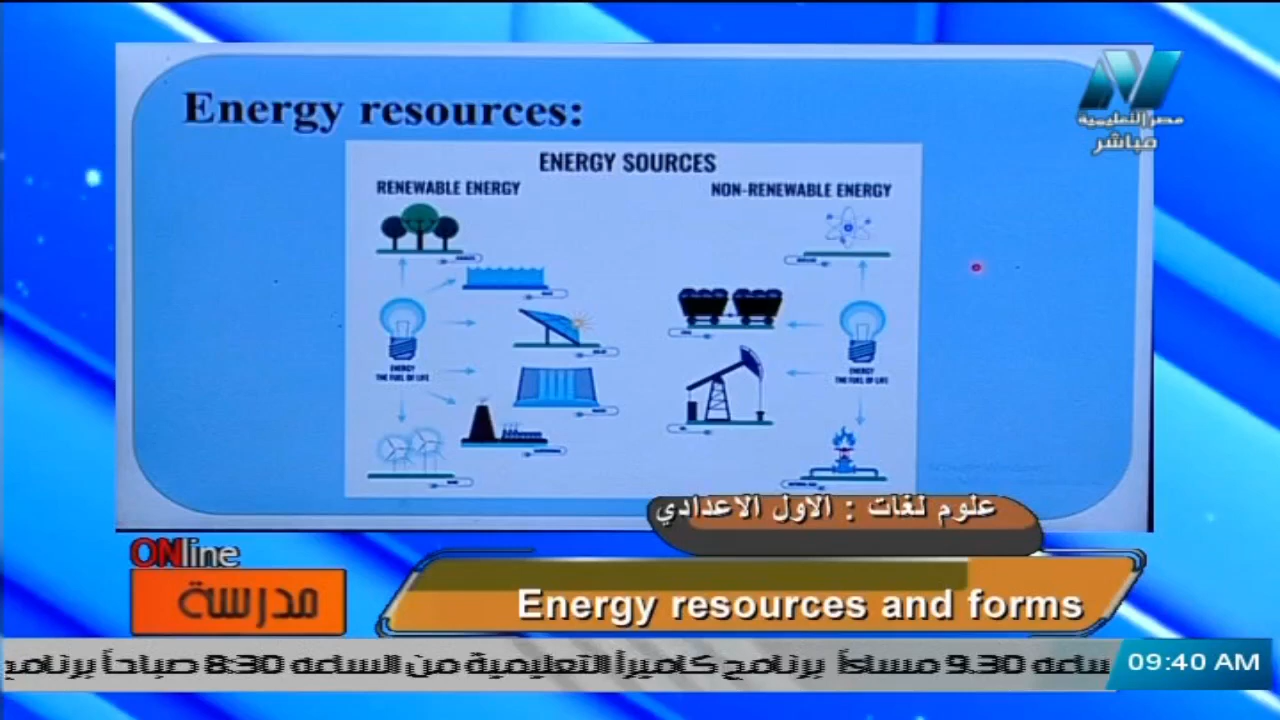 Energy resources:
مصر التعليمية
مباشر
ENERGY SOURCES
RENEWABLE ENERGY
NON-RENEWABLE ENERGY
ENERGY
THE FUEL OF LIFE
ENERGY
THE FUEL OF LIFE
علوم لغات : الاول الاعدادي
ONline
مدرسة
Energy resources and forms
ساعه 9.30 مساءاً برنامج كاميرا التعليمية من الساعه 8:30 صباحاً برنامج
09:40 AM